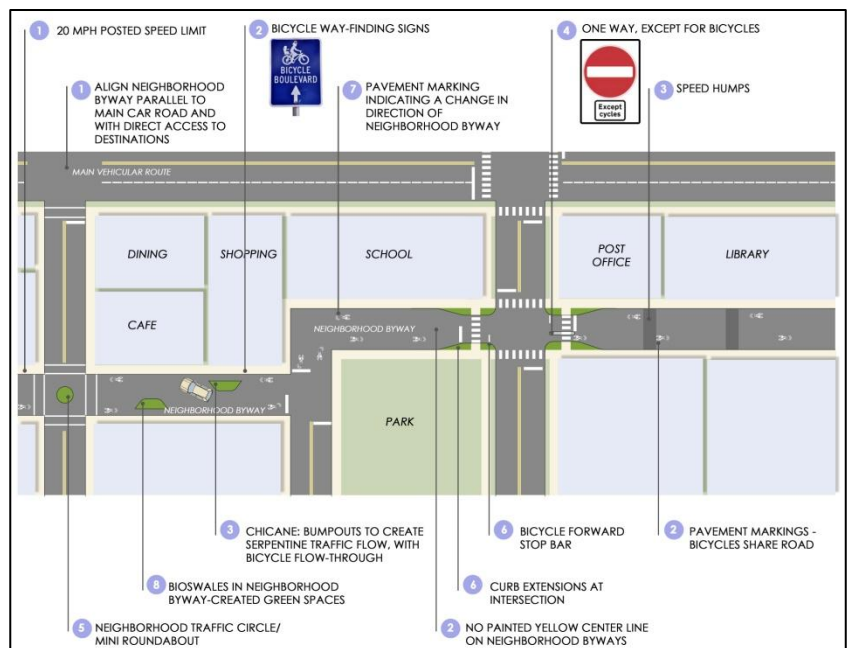 1 20 MPH POSTED SPEED LIMIT
2 BICYCLE WAY-FINDING SIGNS
4 ONE WAY, EXCEPT FOR BICYCLES
BICYCLE
BOULEVARD
Except
cycles
1 ALIGN NEIGHBORHOOD
BYWAY PARALLEL TO
MAIN CAR ROAD AND
WITH DIRECT ACCESS TO
DESTINATIONS
7 PAVEMENT MARKING
INDICATING A CHANGE IN
DIRECTION OF
NEIGHBORHOOD BYWAY
3 SPEED HUMPS
MAIN VEHICULAR ROUTE
DINING
SHOPPING
SCHOOL
POST
OFFICE
LIBRARY
CAFE
NEIGHBORHOOD BYWAY
NEIGHBORHOOD BYWAY
PARK
3 CHICANE: BUMPOUTS TO CREATE
SERPENTINE TRAFFIC FLOW, WITH
BICYCLE FLOW-THROUGH
6 BICYCLE FORWARD
STOP BAR
2 PAVEMENT MARKINGS -
BICYCLES SHARE ROAD
8 BIOSWALES IN NEIGHBORHOOD
BYWAY-CREATED GREEN SPACES
6 CURB EXTENSIONS AT
INTERSECTION
5 NEIGHBORHOOD TRAFFIC CIRCLE/
MINI ROUNDABOUT
2 NO PAINTED YELLOW CENTER LINE
ON NEIGHBORHOOD BYWAYS